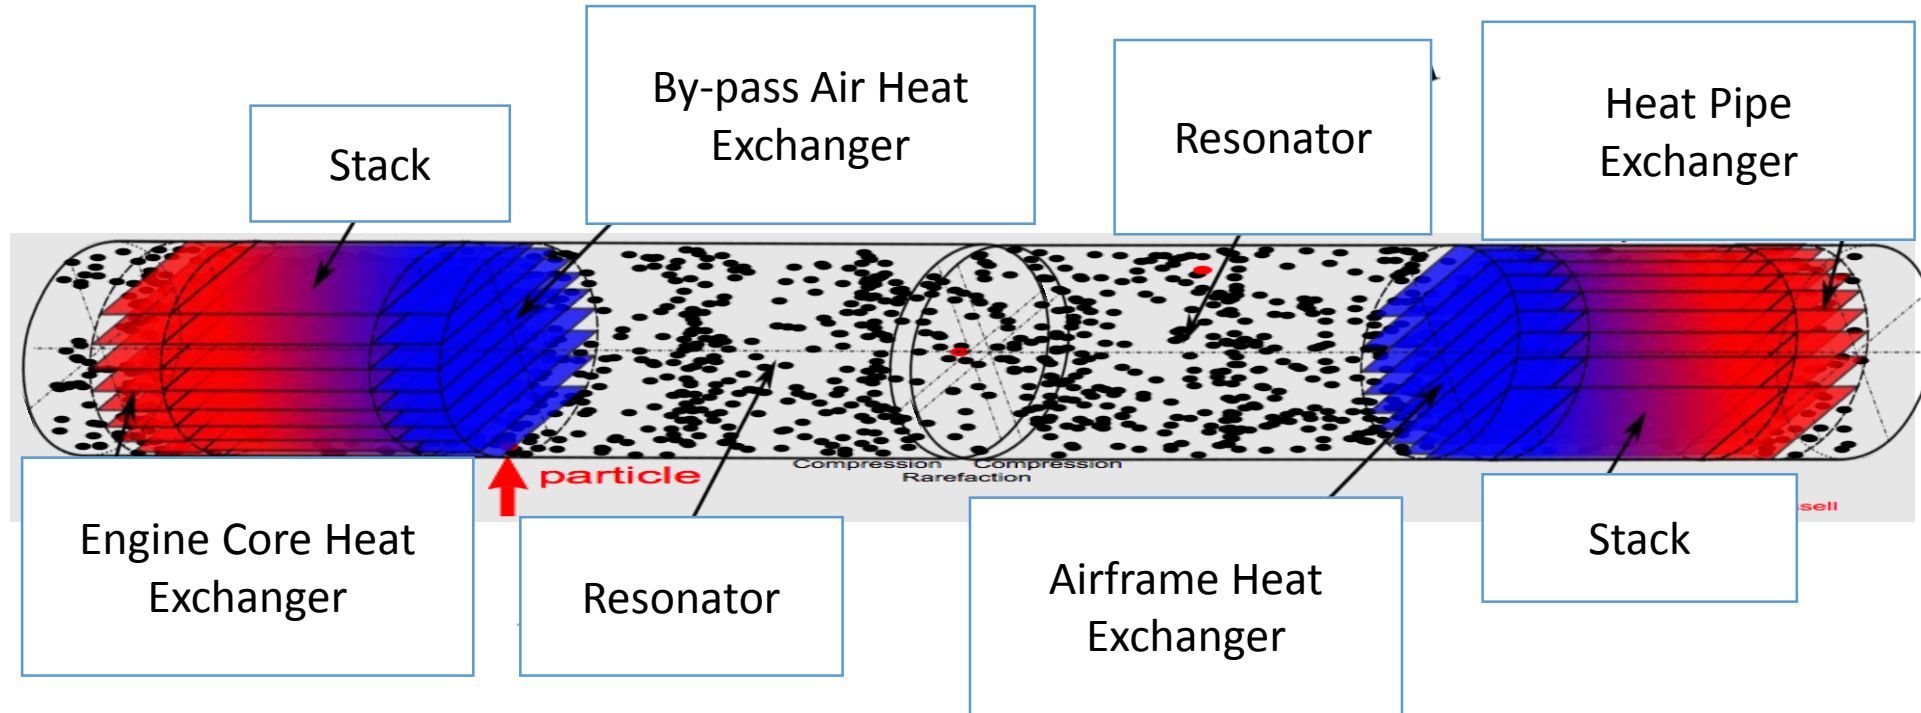 By-pass Air Heat
Exchanger
Stack
Resonator
Heat Pipe
Exchanger
particle
Compression Compression
Rarefaction
Engine Core Heat
Exchanger
Resonator
Airframe Heat
Exchanger
Stack
ssell